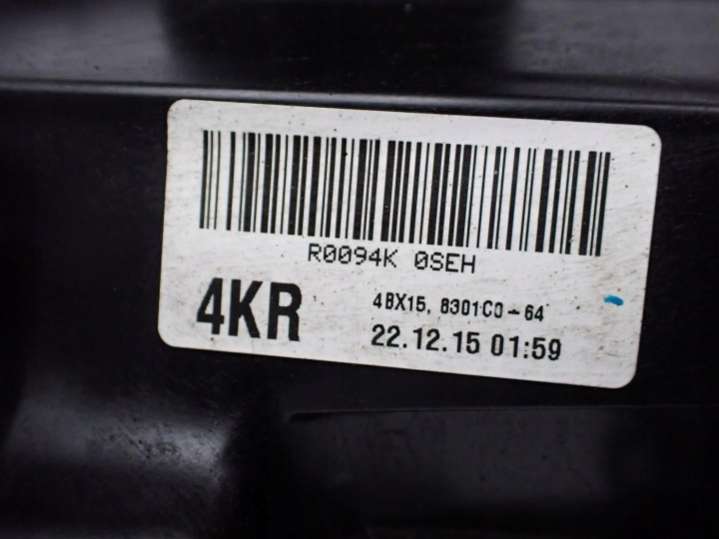 R0094K 0SEH
4KR
4BX15, 8301C0-64
22.12.15 01:59